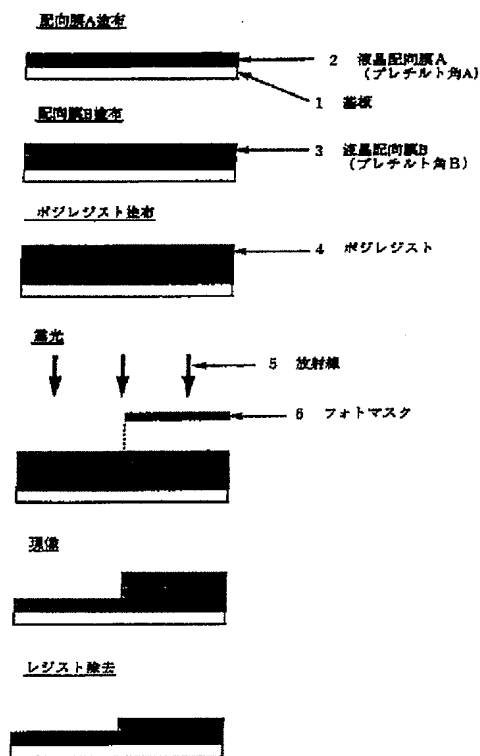 配向膜A塗布
2 液晶配向膜A
(プレチルト角A)
1 基板
配向膜B塗布
3 液晶配向膜B
(プレチルト角B)
ポジレジスト塗布
4 ポジレジスト
露光
5 放射線
6 フォトマスク
現像
レジスト除去